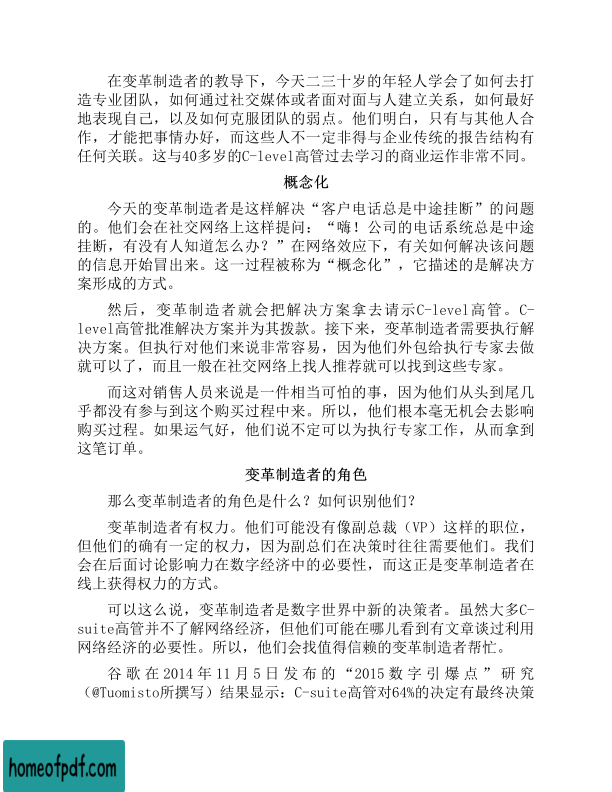 在变革制造者的教导下，今天二三十岁的年轻人学会了如何去打
造专业团队，如何通过社交媒体或者面对面与人建立关系，如何最好
地表现自己，以及如何克服团队的弱点。他们明白，只有与其他人合
作，才能把事情办好，而这些人不一定非得与企业传统的报告结构有
任何关联。这与40多岁的C-level高管过去学习的商业运作非常不同。
概念化
今天的变革制造者是这样解决“客户电话总是中途挂断”的问题
的。他们会在社交网络上这样提问：“嗨！公司的电话系统总是中途
挂断，有没有人知道怎么办？”在网络效应下，有关如何解决该问题
的信息开始冒出来。这一过程被称为“概念化”，它描述的是解决方
案形成的方式。
然后，变革制造者就会把解决方案拿去请示C-level高管。C-
level高管批准解决方案并为其拨款。接下来，变革制造者需要执行解
决方案。但执行对他们来说非常容易，因为他们外包给执行专家去做
就可以了，而且一般在社交网络上找人推荐就可以找到这些专家。
而这对销售人员来说是一件相当可怕的事，因为他们从头到尾几
乎都没有参与到这个购买过程中来。所以，他们根本毫无机会去影响
购买过程。如果运气好，他们说不定可以为执行专家工作，从而拿到
这笔订单。
变革制造者的角色
那么变革制造者的角色是什么？如何识别他们？
变革制造者有权力。他们可能没有像副总裁（VP）这样的职位，
但他们的确有一定的权力，因为副总们在决策时往往需要他们。我们
会在后面讨论影响力在数字经济中的必要性，而这正是变革制造者在
线上获得权力的方式。
可以这么说，变革制造者是数字世界中新的决策者。虽然大多C-
suite高管并不了解网络经济，但他们可能在哪儿看到有文章谈过利用
网络经济的必要性。所以，他们会找值得信赖的变革制造者帮忙。
谷歌在2014年11月5日发布的“2015数字引爆点”研究
（@Tuomisto所撰写）结果显示：C-suite高管对64%的决定有最终决策
homeofpdf.com